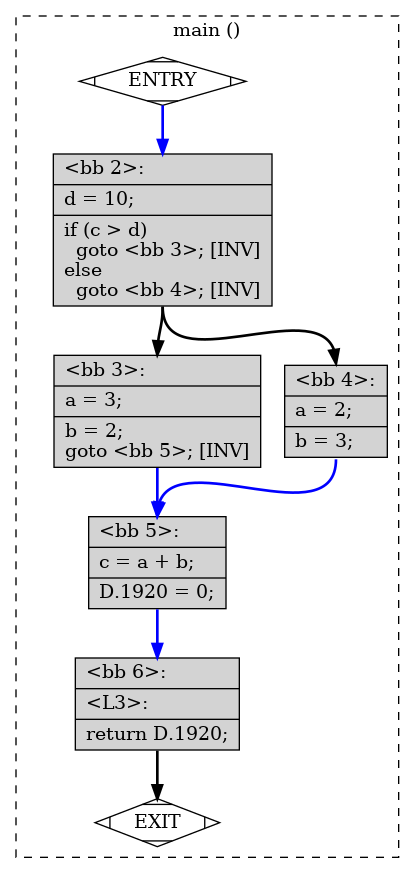 main ()
ENTRY
<bb 2>:
d = 10;
if (c > d)
  goto <bb 3>; [INV]
else
  goto <bb 4>; [INV]
<bb 3>:
a = 3;
b = 2;
goto <bb 5>; [INV]
<bb 4>:
a = 2;
b = 3;
<bb 5>:
c = a + b;
D.1920 = 0;
<bb 6>:
<L3>:
return D.1920;
EXIT